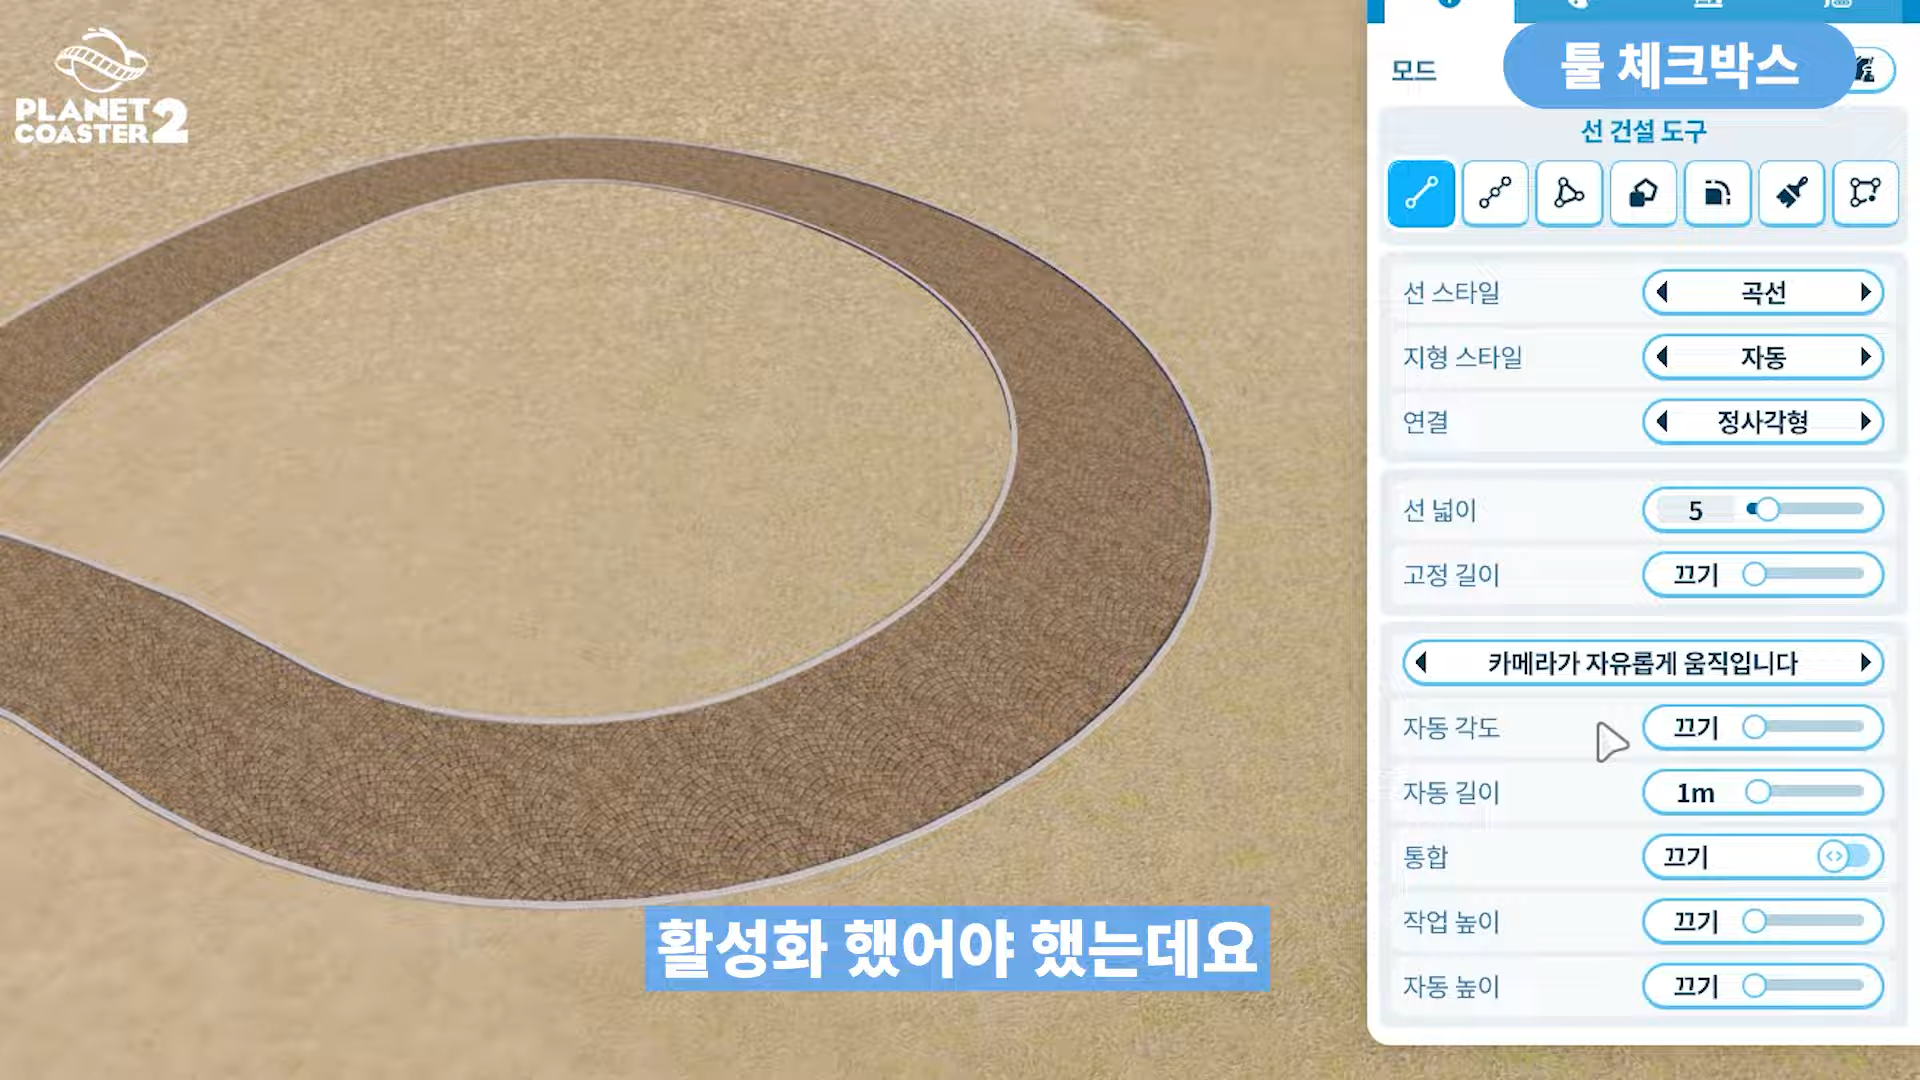 PLANET
COASTER 2
툴 체크박스
모드
선 건설 도구
선 스타일
곡선
지형 스타일
자동
연결
정사각형
선 넓이
5
고정 길이
끄기
카메라가 자유롭게 움직입니다
자동 각도
끄기
자동 길이
1m
통합
끄기
작업 높이
끄기
자동 높이
끄기
활성화 했어야 했는데요